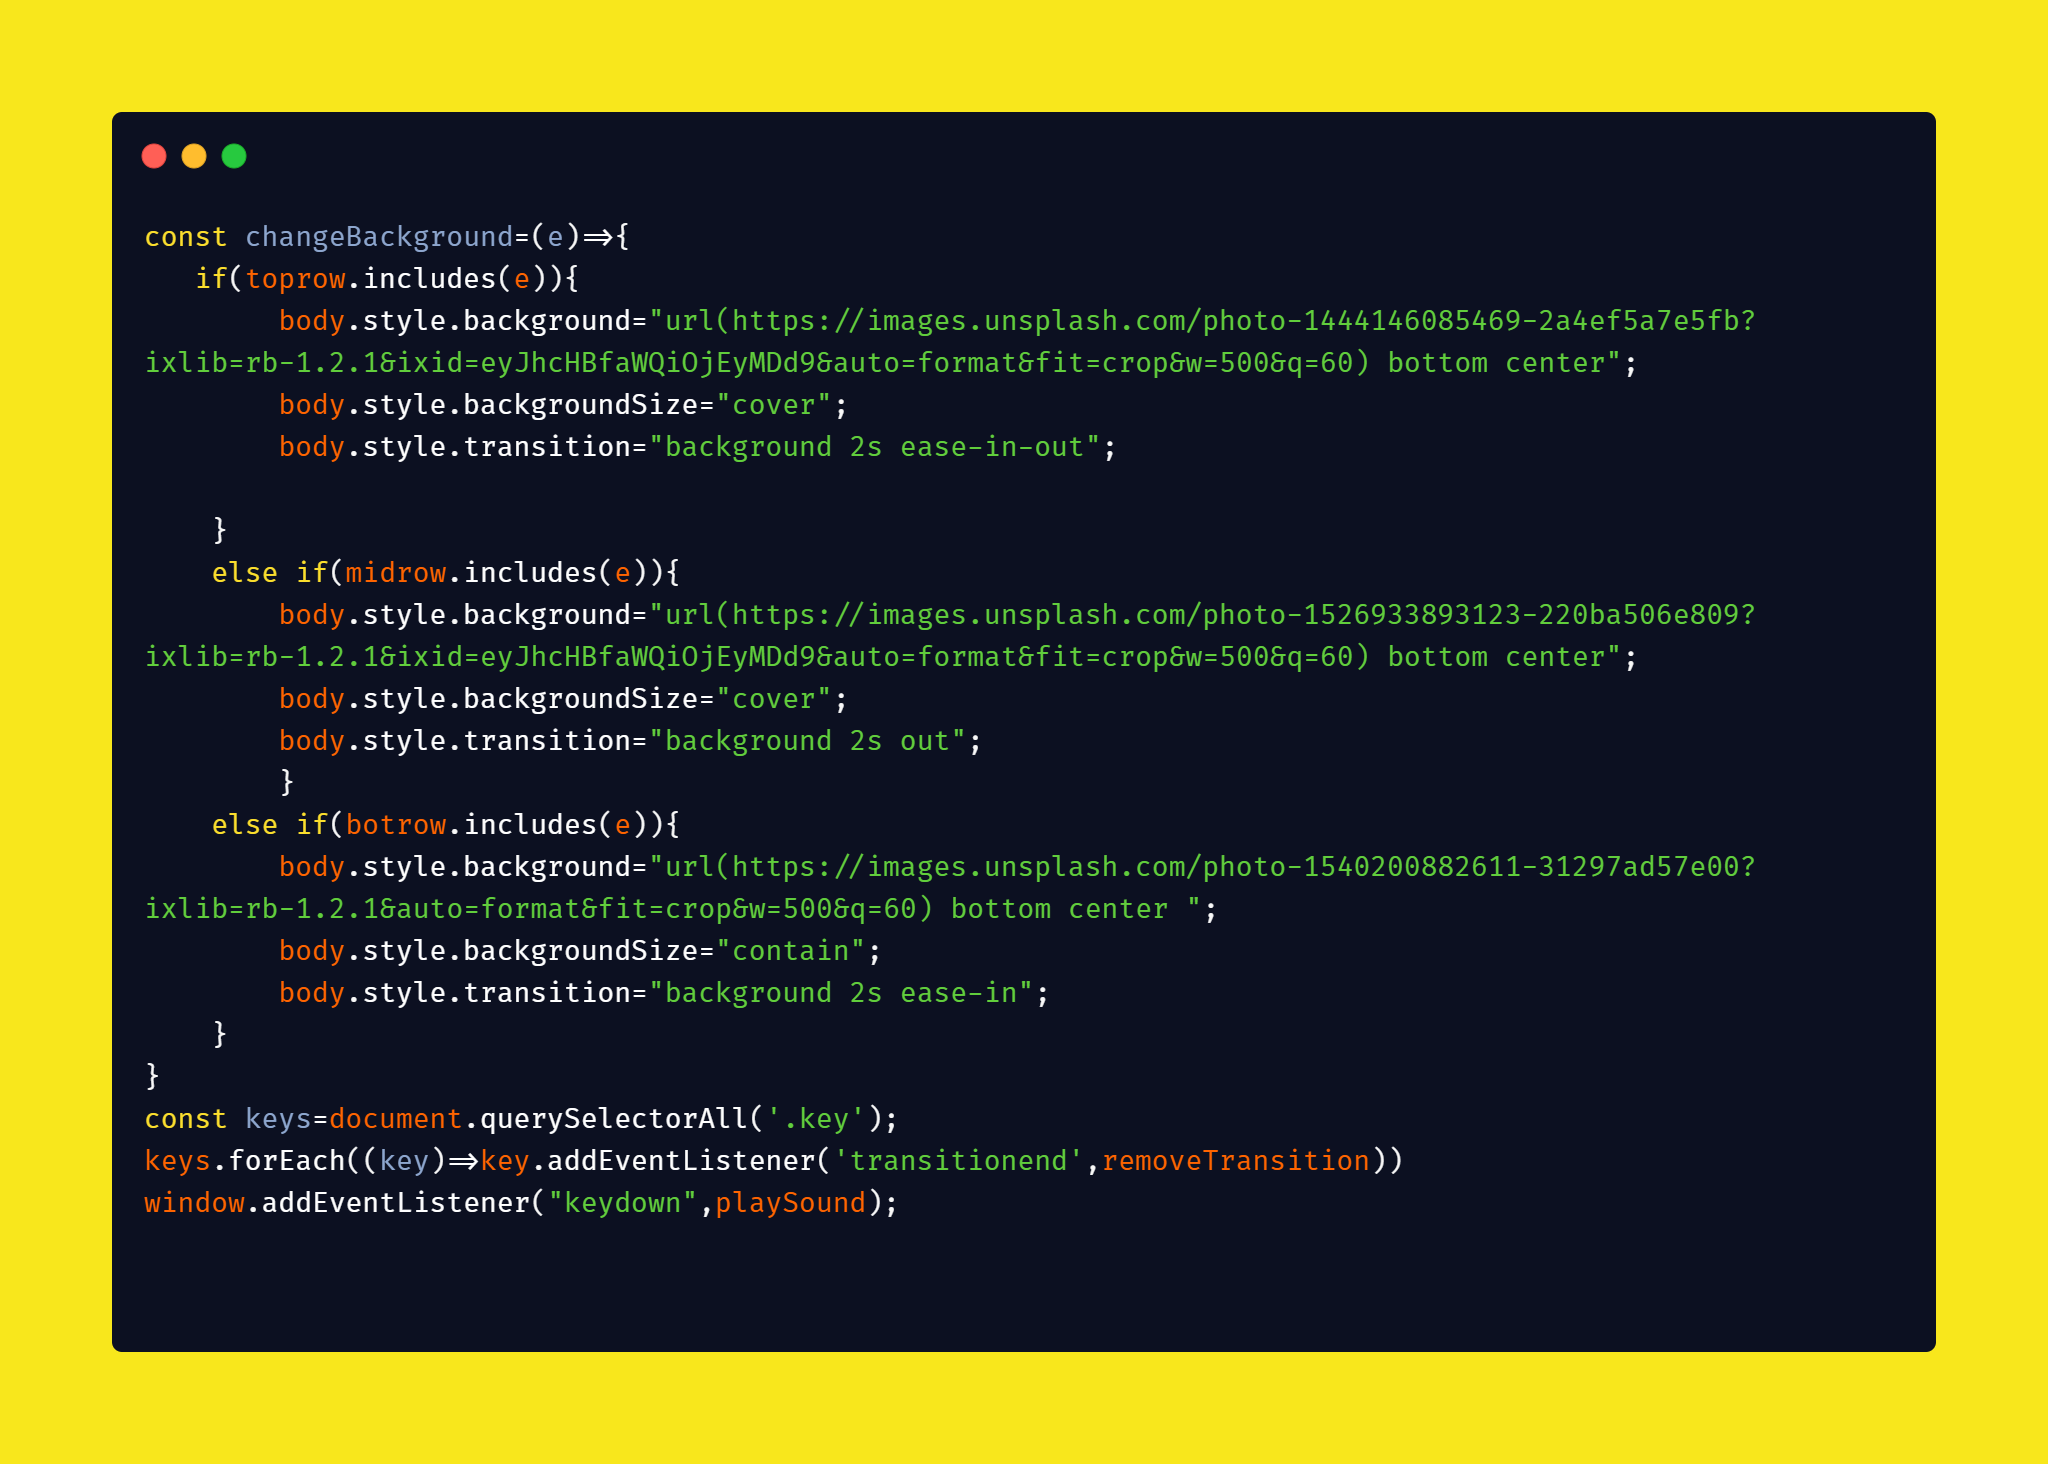 const changeBackground=(e)=>{
   if(toprow.includes(e)){
        body.style.background="url(https://images.unsplash.com/photo-1444146085469-2a4ef5a7e5fb?
ixlib=rb-1.2.1&ixid=eyJhcHBfaWQiOjEyMDd9&auto=format&fit=crop&w=500&q=60) bottom center";
        body.style.backgroundSize="cover";
        body.style.transition="background 2s ease-in-out";

    }
    else if(midrow.includes(e)){
        body.style.background="url(https://images.unsplash.com/photo-1526933893123-220ba506e809?
ixlib=rb-1.2.1&ixid=eyJhcHBfaWQiOjEyMDd9&auto=format&fit=crop&w=500&q=60) bottom center";
        body.style.backgroundSize="cover";
        body.style.transition="background 2s out";
        }
    else if(botrow.includes(e)){
        body.style.background="url(https://images.unsplash.com/photo-1540200882611-31297ad57e00?
ixlib=rb-1.2.1&auto=format&fit=crop&w=500&q=60) bottom center ";
        body.style.backgroundSize="contain";
        body.style.transition="background 2s ease-in";
    }
}
const keys=document.querySelectorAll('.key');
keys.forEach((key)=>key.addEventListener('transitionend',removeTransition))
window.addEventListener("keydown",playSound);